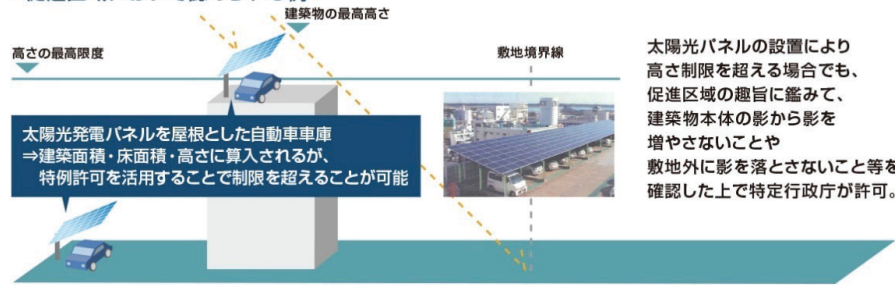 建築物の最高高さ
高さの最高限度
敷地境界線
太陽光発電パネルを屋根とした自動車車庫
⇒建築面積・床面積・高さに算入されるが、
特例許可を活用することで制限を超えることが可能
太陽光パネルの設置により
高さ制限を超える場合でも、
促進区域の趣旨に鑑みて、
建築物本体の影から影を
増やさないことや
敷地外に影を落とさないこと等を
確認した上で特定行政庁が許可。